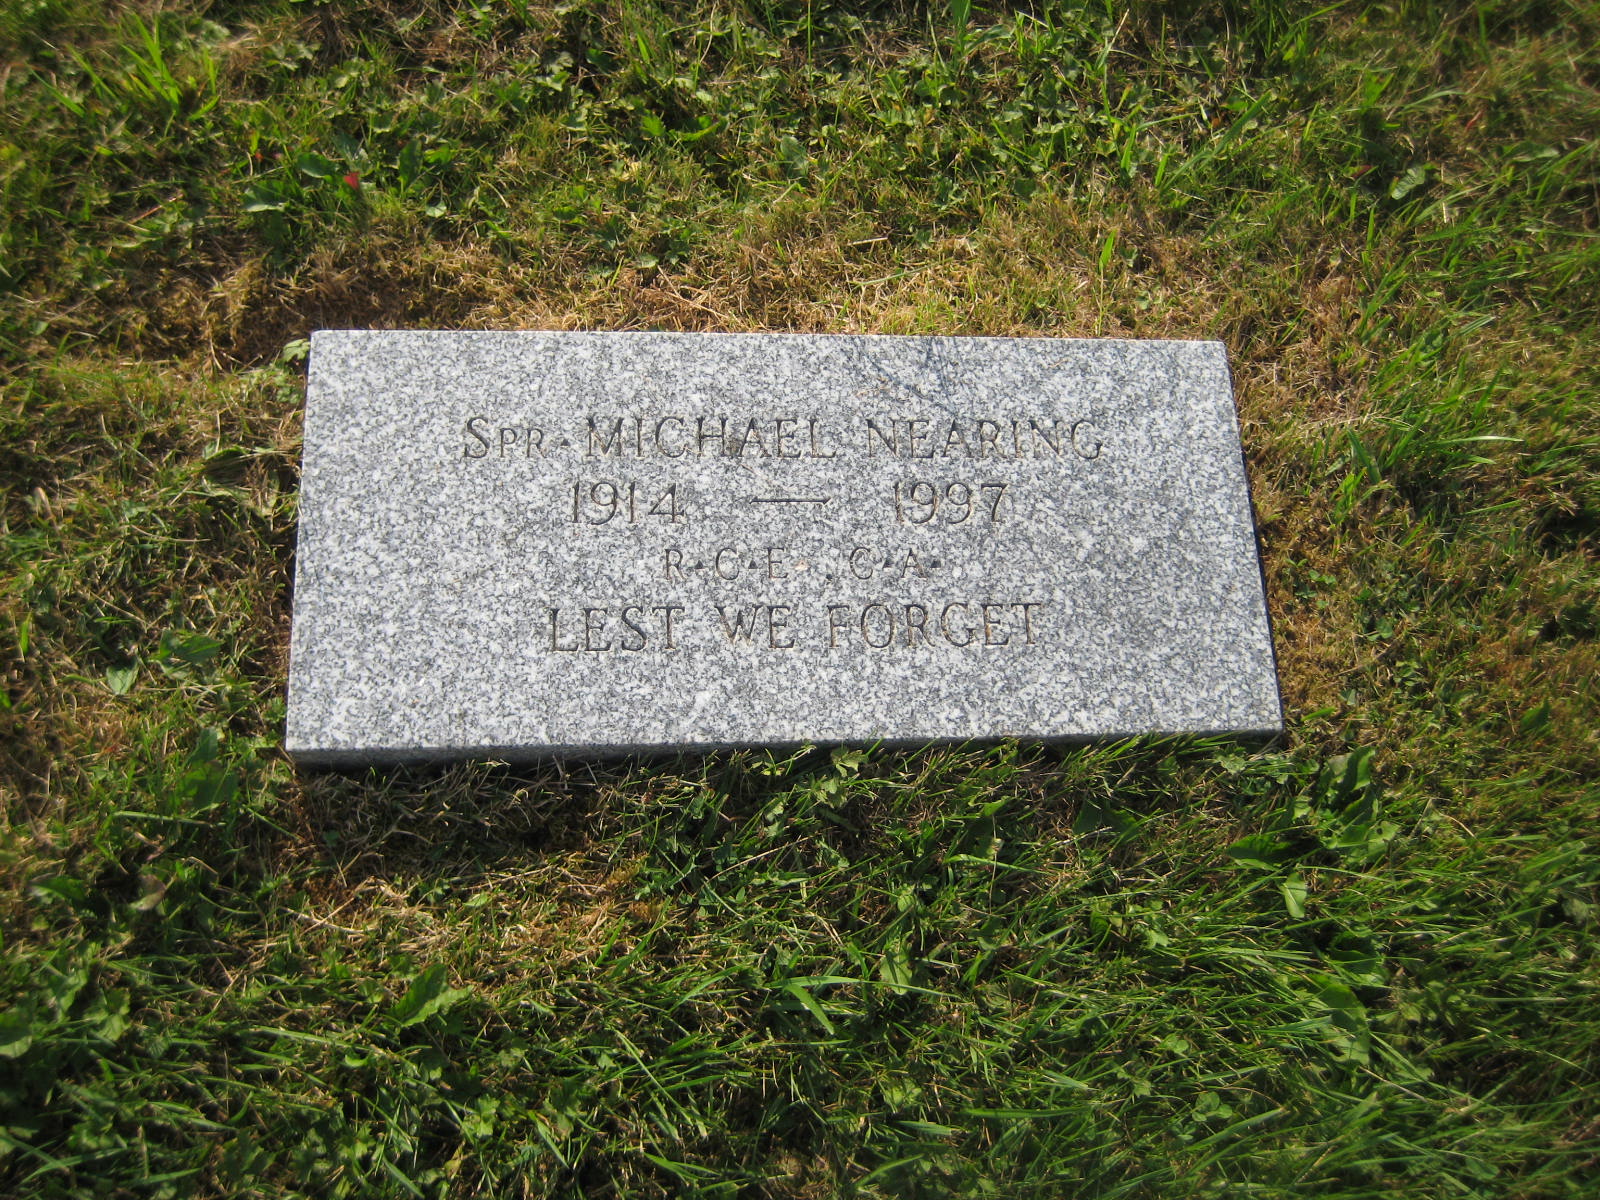 SPR. MICHAEL NEARING
1914 — 1997
R.C.E. C.A.
LEST WE FORGET